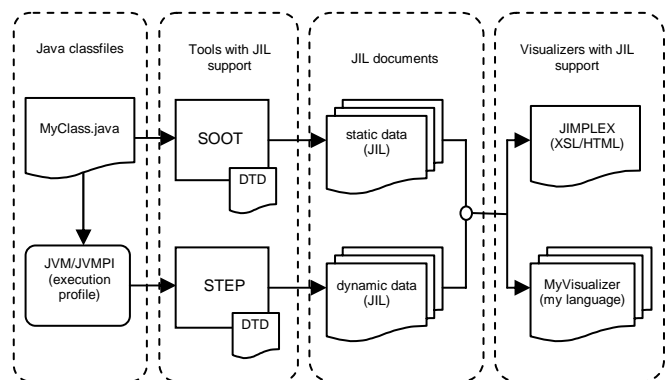 Java classfiles
Tools with JIL
support
JIL documents
Visualizers with JIL
support
MyClass.java
SOOT
DTD
static data
(JIL)
JIMPLEX
(XSL/HTML)
JVM/JVMPI
(execution
profile)
STEP
DTD
dynamic data
(JIL)
MyVisualizer
(my language)